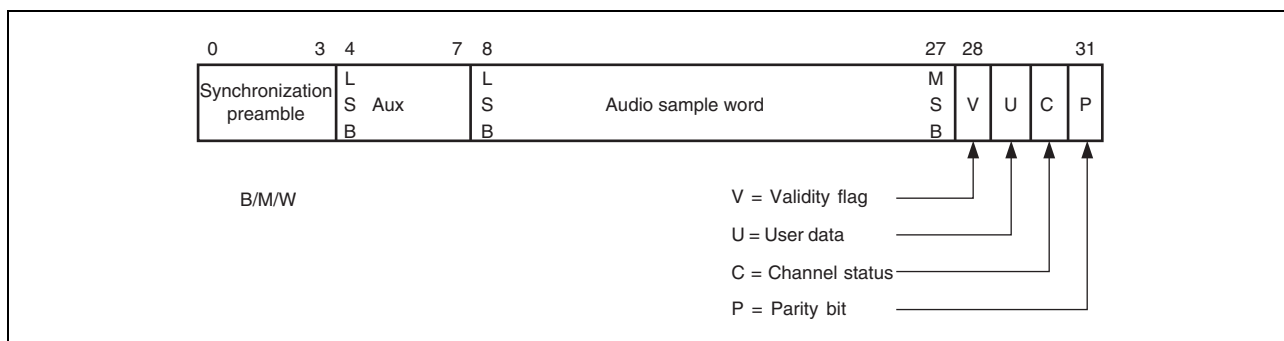 0 3 4 7 8 27 28 31
Synchronization
preamble
L
S
B
Aux
L
S
B
Audio sample word
M
S
B
V
U
C
P
B/M/W
V = Validity flag
U = User data
C = Channel status
P = Parity bit